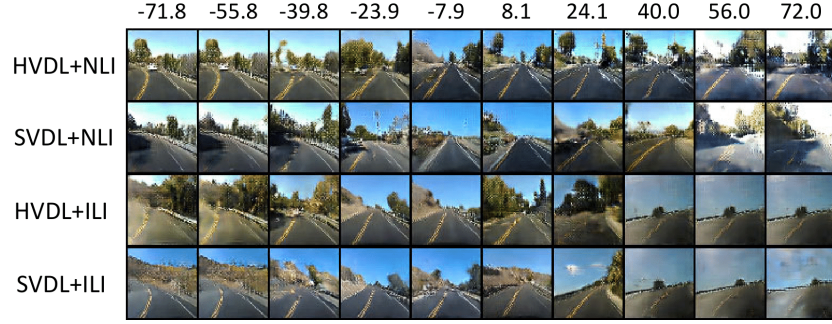 -71.8 -55.8 -39.8 -23.9 -7.9 8.1 24.1 40.0 56.0 72.0
HVDL+NLI
SVDL+NLI
HVDL+ILI
SVDL+ILI